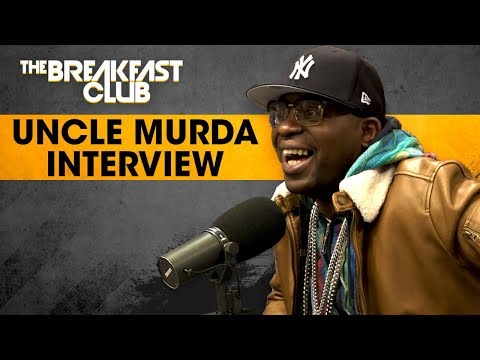 THE BREAKFAST
CLUB
UNCLE MURDA
INTERVIEW
NY